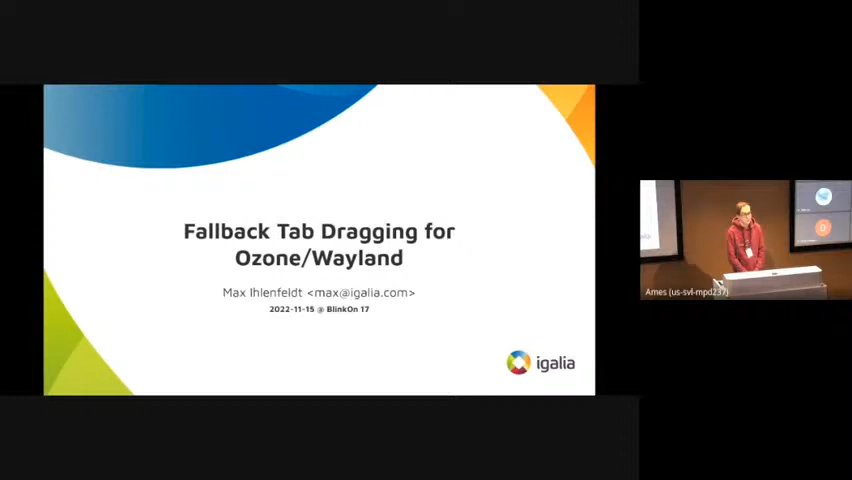 Fallback Tab Dragging for
Ozone/Wayland
Max Ihlenfeldt <max@igalia.com>
2022-11-15 @ BlinkOn 17
igalia
Ames (us-svl-mpd237)
D